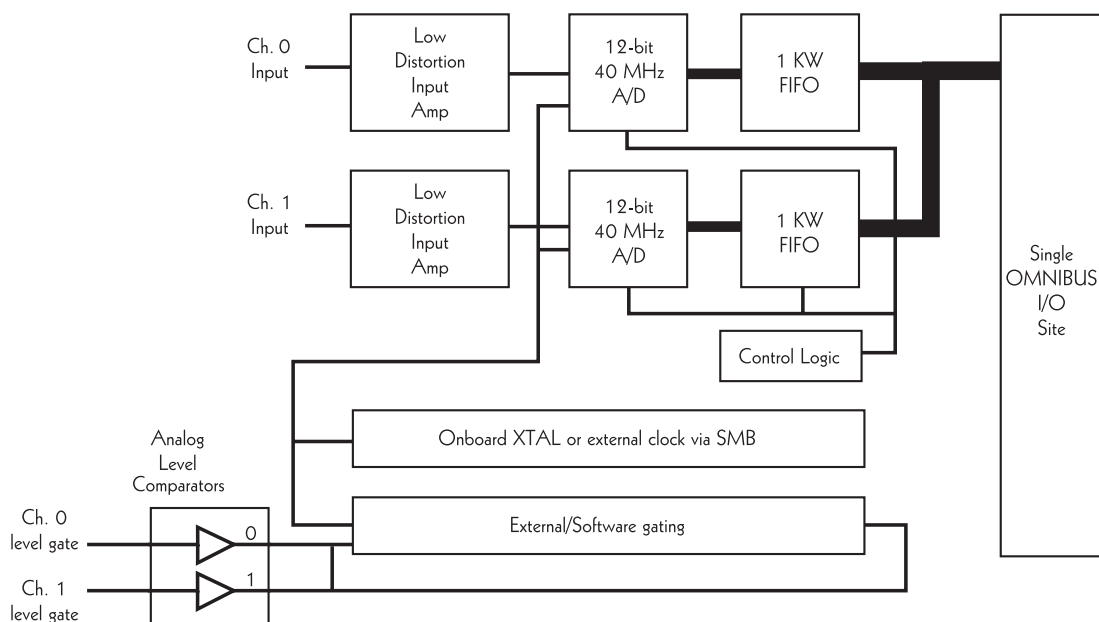 Ch. 0
Input
Low
Distortion
Input
Amp
12-bit
40 MHz
A/D
1 KW
FIFO
Ch. 1
Input
Low
Distortion
Input
Amp
12-bit
40 MHz
A/D
1 KW
FIFO
Single
OMNIBUS
I/O
Site
Control Logic
Onboard XTAL or external clock via SMB
Analog
Level
Comparators
External/Software gating
Ch. 0
level gate
0
Ch. 1
level gate
1